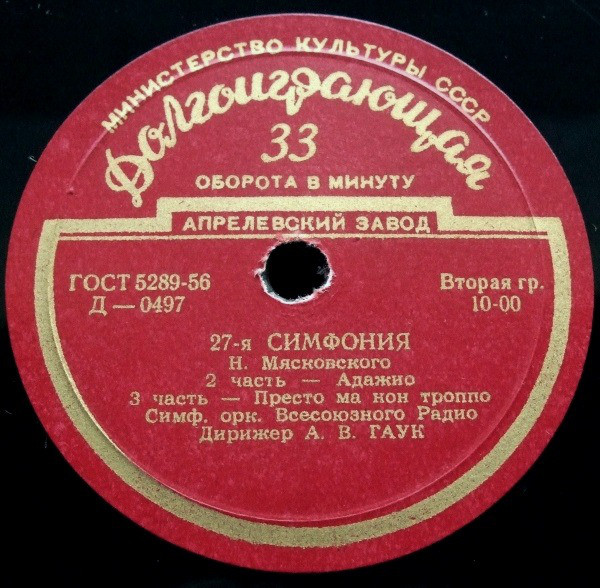 МИНИСТЕРСТВО КУЛЬТУРЫ СССР
Долгоиграющая
33
ОБОРОТА В МИНУТУ
АПРЕЛЕВСКИЙ ЗАВОД
ГОСТ 5289-56
Д — 0497
Вторая гр.
10-00
27-я СИМФОНИЯ
Н. Мясковского
2 часть — Адажио
3 часть — Престо ма нон троппо
Симф. орк. Всесоюзного Радио
Дирижер А. В. ГАУК